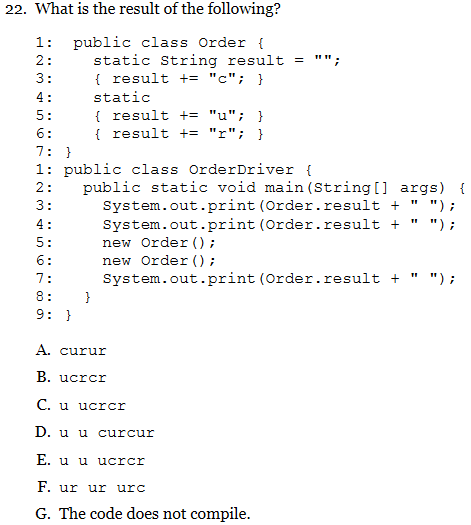 22. What is the result of the following?
1: public class Order {
2: static String result = "";
3: { result += "c"; }
4: static
5: { result += "u"; }
6: { result += "r"; }
7: }
1: public class OrderDriver {
2: public static void main(String[] args) {
3: System.out.print(Order.result + " ");
4: System.out.print(Order.result + " ");
5: new Order();
6: new Order();
7: System.out.print(Order.result + " ");
8: }
9: }
A. curur
B. ucrcr
C. u ucrcr
D. u u curcur
E. u u ucrcr
F. ur ur urc
G. The code does not compile.